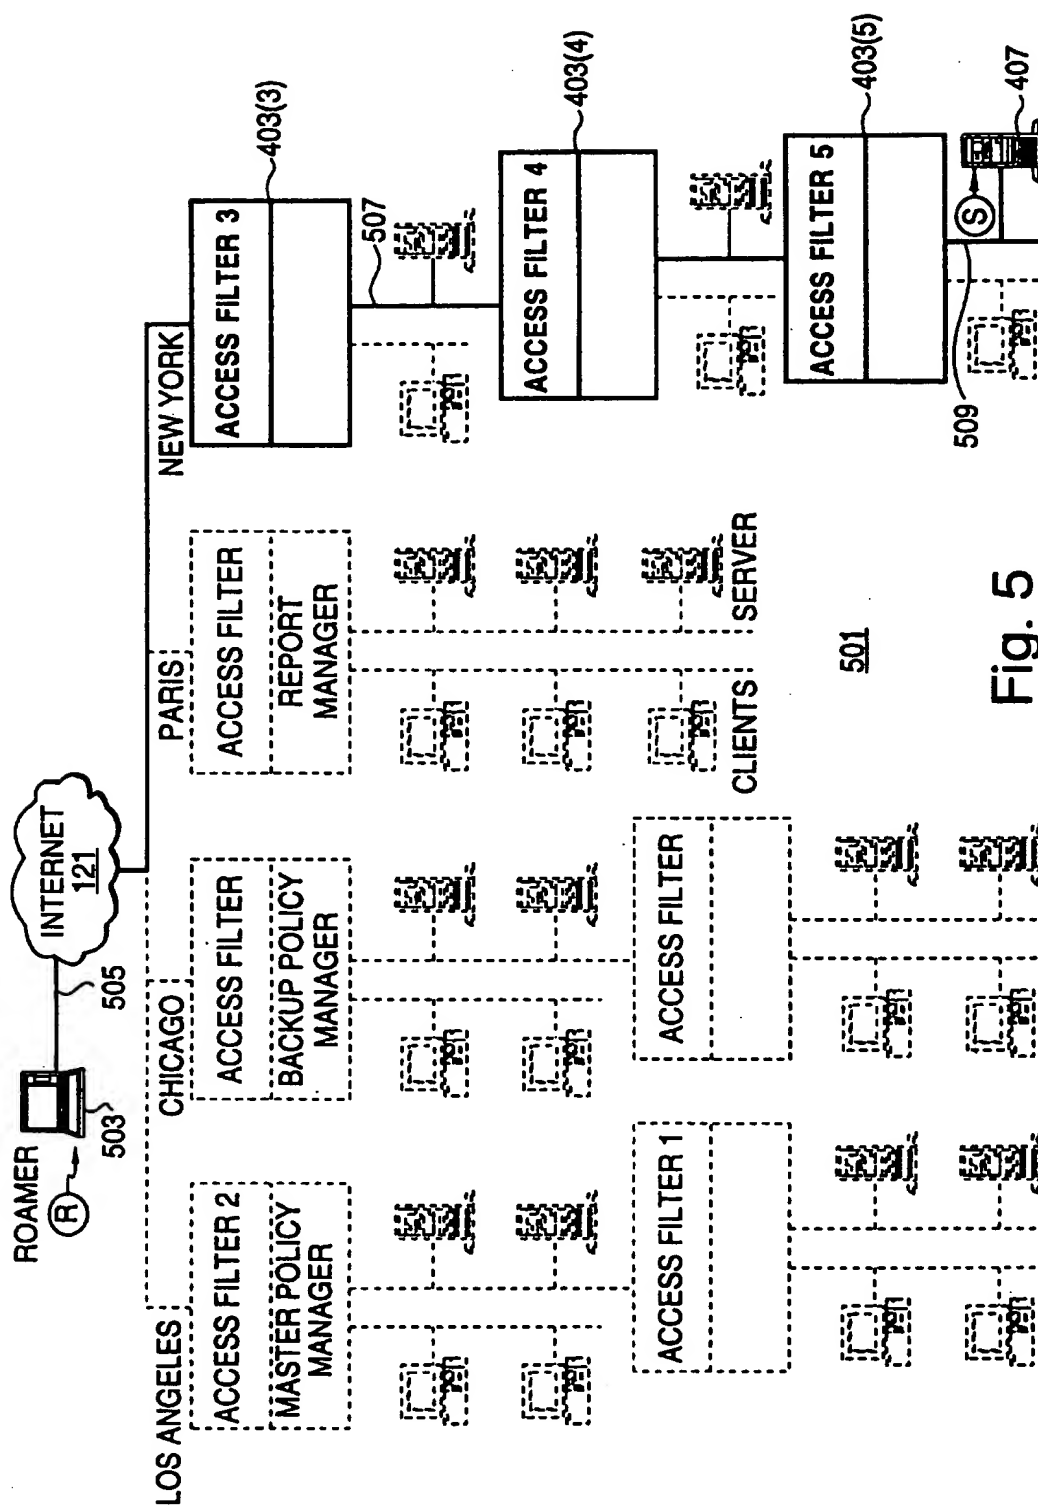 ROAMER
R
503
505
INTERNET
121
LOS ANGELES
CHICAGO
PARIS
NEW YORK
ACCESS FILTER 2
MASTER POLICY
MANAGER
ACCESS FILTER
BACKUP POLICY
MANAGER
ACCESS FILTER
REPORT
MANAGER
ACCESS FILTER 3
403(3)
507
ACCESS FILTER 4
403(4)
ACCESS FILTER 1
ACCESS FILTER
CLIENTS
SERVER
ACCESS FILTER 5
403(5)
509
S
407
501
Fig. 5